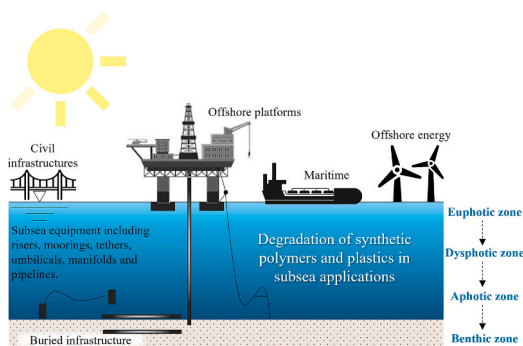 Offshore platforms
Civil
infrastructures
Offshore energy
Maritime
Subsea equipment including
risers, moorings, tethers,
umbilicals, manifolds and
pipelines.
Degradation of synthetic
polymers and plastics in
subsea applications
Euphotic zone
Dysphotic zone
Aphotic zone
Benthic zone
Buried infrastructure